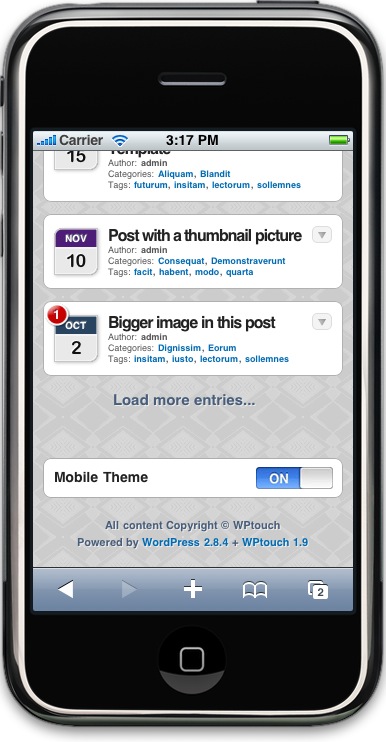 Carrier 3:17 PM
15 Template
Author: admin
Categories: Aliquam, Blandit
Tags: futurum, insitam, lectorum, sollemnes
NOV
10
Post with a thumbnail picture
Author: admin
Categories: Consequat, Demonstraverunt
Tags: facit, habent, modo, quarta
1
OCT
2
Bigger image in this post
Author: admin
Categories: Dignissim, Eorum
Tags: insitam, iusto, lectorum, sollemnes
Load more entries...
Mobile Theme ON
All content Copyright © WPtouch
Powered by WordPress 2.8.4 + WPtouch 1.9
2